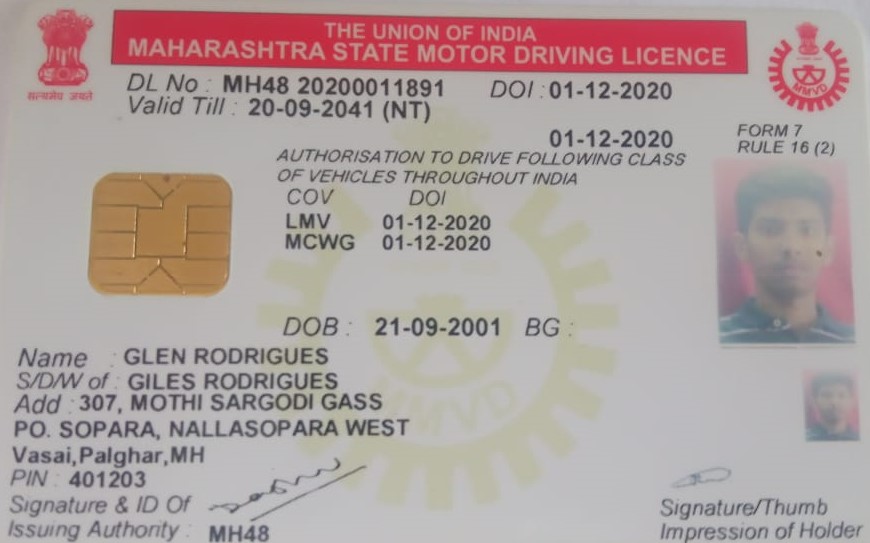 THE UNION OF INDIA
MAHARASHTRA STATE MOTOR DRIVING LICENCE
सत्यमेव जयते
MMVD
DL No : MH48 20200011891 DOI : 01-12-2020
Valid Till : 20-09-2041 (NT)
01-12-2020
FORM 7
RULE 16 (2)
AUTHORISATION TO DRIVE FOLLOWING CLASS
OF VEHICLES THROUGHOUT INDIA
COV DOI
LMV 01-12-2020
MCWG 01-12-2020
DOB : 21-09-2001 BG :
MMVD
Name : GLEN RODRIGUES
S/D/W of : GILES RODRIGUES
Add : 307, MOTHI SARGODI GASS
PO. SOPARA, NALLASOPARA WEST
Vasai,Palghar,MH
PIN : 401203
Signature & ID Of
Issuing Authority : MH48
Signature/Thumb
Impression of Holder